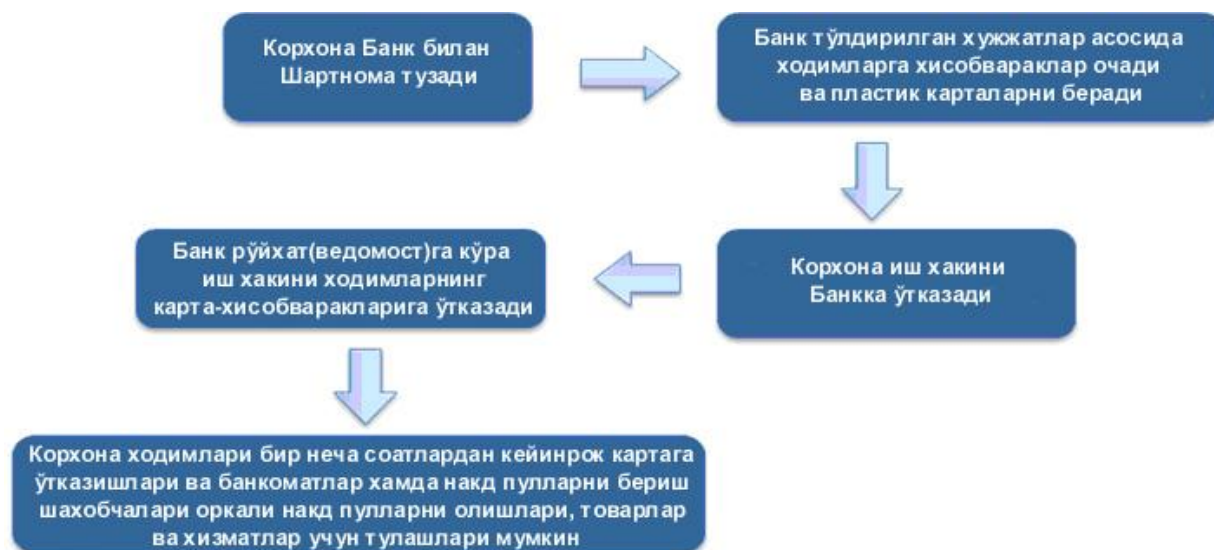 Корхона Банк билан
Шартнома тузади
Банк тўлдирилган хужжатлар асосида
ходимларга хисобвараклар очади
ва пластик карталарни беради
Корхона иш хакини
Банкка ўтказади
Банк рўйхат(ведомост)га кўра
иш хакини ходимларнинг
карта-хисобваракларига ўтказади
Корхона ходимлари бир неча соатлардан кейинрок картага
ўтказишлари ва банкоматлар хамда накд пулларни бериш
шахобчалари оркали накд пулларни олишлари, товарлар
ва хизматлар учун тулашлари мумкин